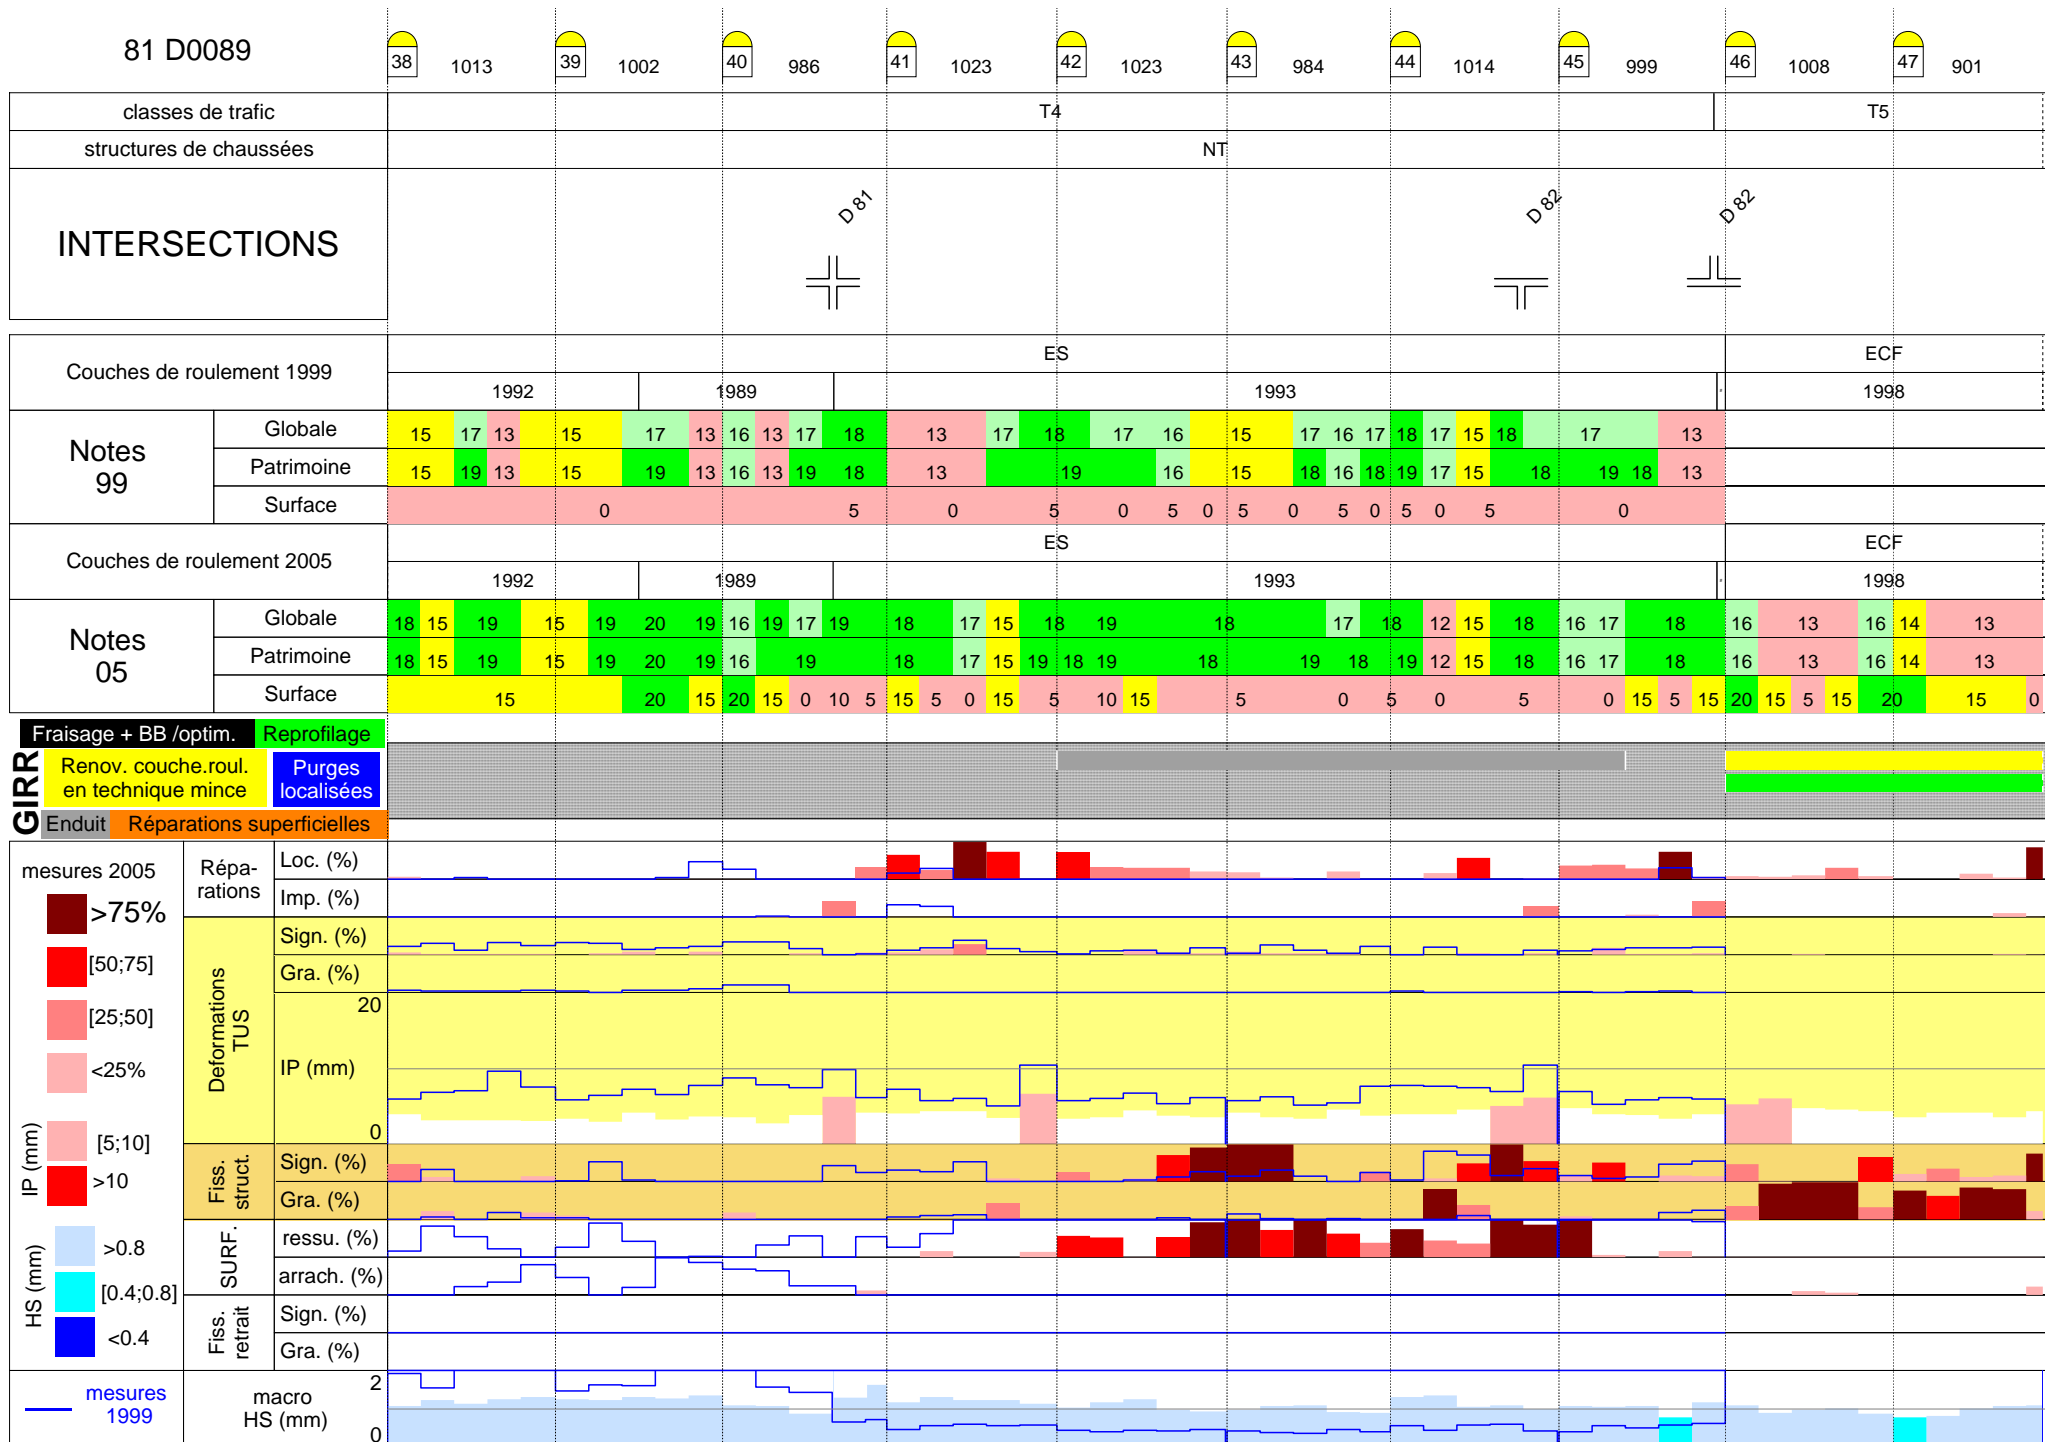 81 D0089
38 1013 39 1002 40 986 41 1023 42 1023 43 984 44 1014 45 999 46 1008 47 901
classes de trafic T4 T5
structures de chaussées NT
INTERSECTIONS D 81 D 82 D 82
Couches de roulement 1999 ES ECF
1992 1989 1993 1998
Notes 99
Globale 15 17 13 15 17 13 16 13 17 18 13 17 18 17 16 15 17 16 17 18 17 15 18 17 13
Patrimoine 15 19 13 15 19 13 16 13 19 18 13 19 16 15 18 16 18 19 17 15 18 19 18 13
Surface 0 5 0 5 0 5 0 5 0 5 0 5 0 5 0
Couches de roulement 2005 ES ECF
1992 1989 1993 1998
Notes 05
Globale 18 15 19 15 19 20 19 16 19 17 19 18 17 15 18 19 18 17 18 12 15 18 16 17 18 16 13 16 14 13
Patrimoine 18 15 19 15 19 20 19 16 19 18 17 15 19 18 19 18 19 18 19 12 15 18 16 17 18 16 13 16 14 13
Surface 15 20 15 20 15 0 10 5 15 5 0 15 5 10 15 5 0 5 0 5 0 15 5 15 20 15 5 15 20 15 0
GIRR
Fraisage + BB /optim. Reprofilage
Renov. couche.roul.
en technique mince
Purges
localisées
Enduit Réparations superficielles
mesures 2005
>75%
[50;75]
[25;50]
<25%
IP (mm)
[5;10]
>10
HS (mm)
>0.8
[0.4;0.8]
<0.4
mesures
1999
Répa-
rations
Loc. (%)
Imp. (%)
Deformations
TUS
Sign. (%)
Gra. (%)
20
IP (mm)
0
Fiss.
struct.
Sign. (%)
Gra. (%)
SURF.
ressu. (%)
arrach. (%)
Fiss.
retrait
Sign. (%)
Gra. (%)
macro
HS (mm)
2
0